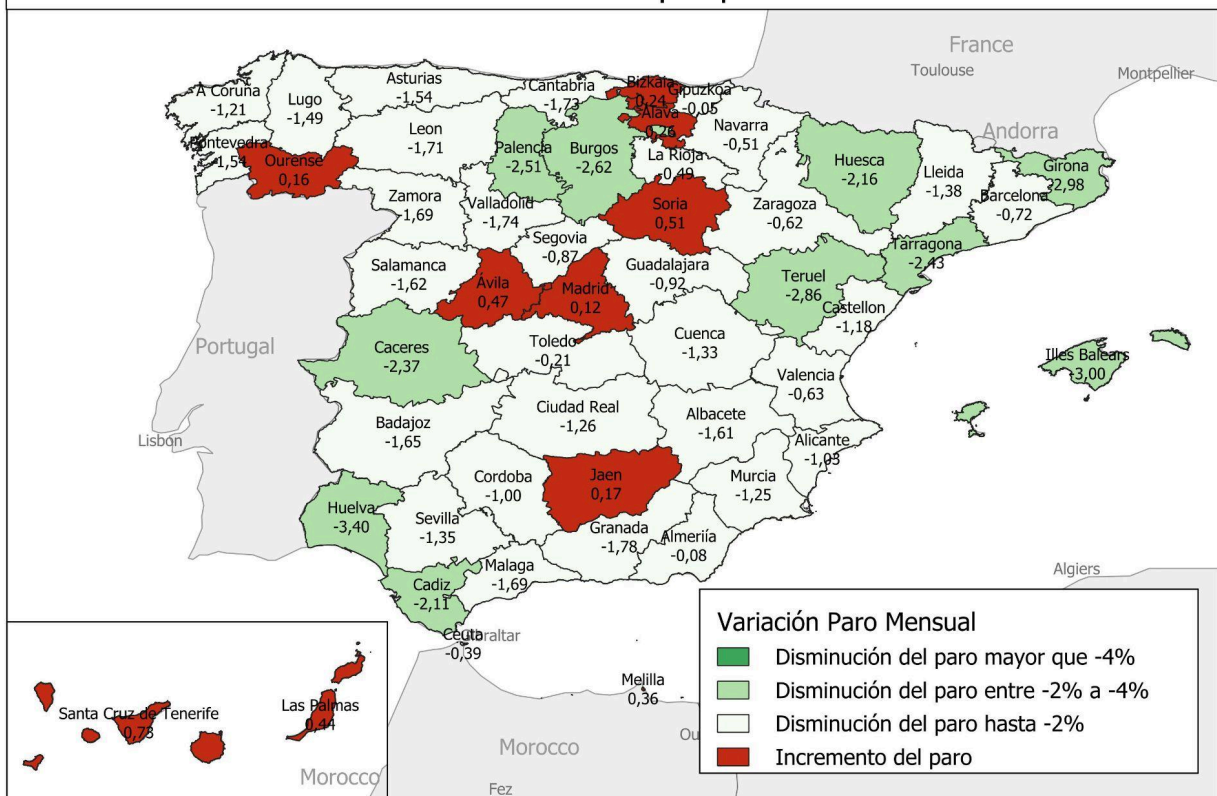 France
Toulouse
Montpellier
Andorra
Portugal
Lisbon
A Coruña
-1,21
Lugo
-1,49
Asturias
-1,54
Cantabria
-1,73
Bizkaia
0,24
Gipuzkoa
-0,05
Alava
0,26
Navarra
-0,51
Pontevedra
-1,54
Ourense
0,16
Leon
-1,71
Palencia
-2,51
Burgos
-2,62
La Rioja
-0,49
Huesca
-2,16
Lleida
-1,38
Girona
-2,98
Barcelona
-0,72
Zamora
-1,69
Valladolid
-1,74
Soria
0,51
Zaragoza
-0,62
Tarragona
-2,43
Segovia
-0,87
Salamanca
-1,62
Ávila
0,47
Madrid
0,12
Guadalajara
-0,92
Teruel
-2,86
Castellon
-1,18
Caceres
-2,37
Toledo
-0,21
Cuenca
-1,33
Valencia
-0,63
Illes Balears
-3,00
Badajoz
-1,65
Ciudad Real
-1,26
Albacete
-1,61
Alicante
-1,03
Huelva
-3,40
Sevilla
-1,35
Cordoba
-1,00
Jaen
0,17
Murcia
-1,25
Granada
-1,78
Almeriía
-0,08
Cadiz
-2,11
Malaga
-1,69
Ceuta
-0,39
Gibraltar
Melilla
0,36
Algiers
Santa Cruz de Tenerife
0,73
Las Palmas
0,44
Morocco
Morocco
Fez
Ou
Variación Paro Mensual
Disminución del paro mayor que -4%
Disminución del paro entre -2% a -4%
Disminución del paro hasta -2%
Incremento del paro